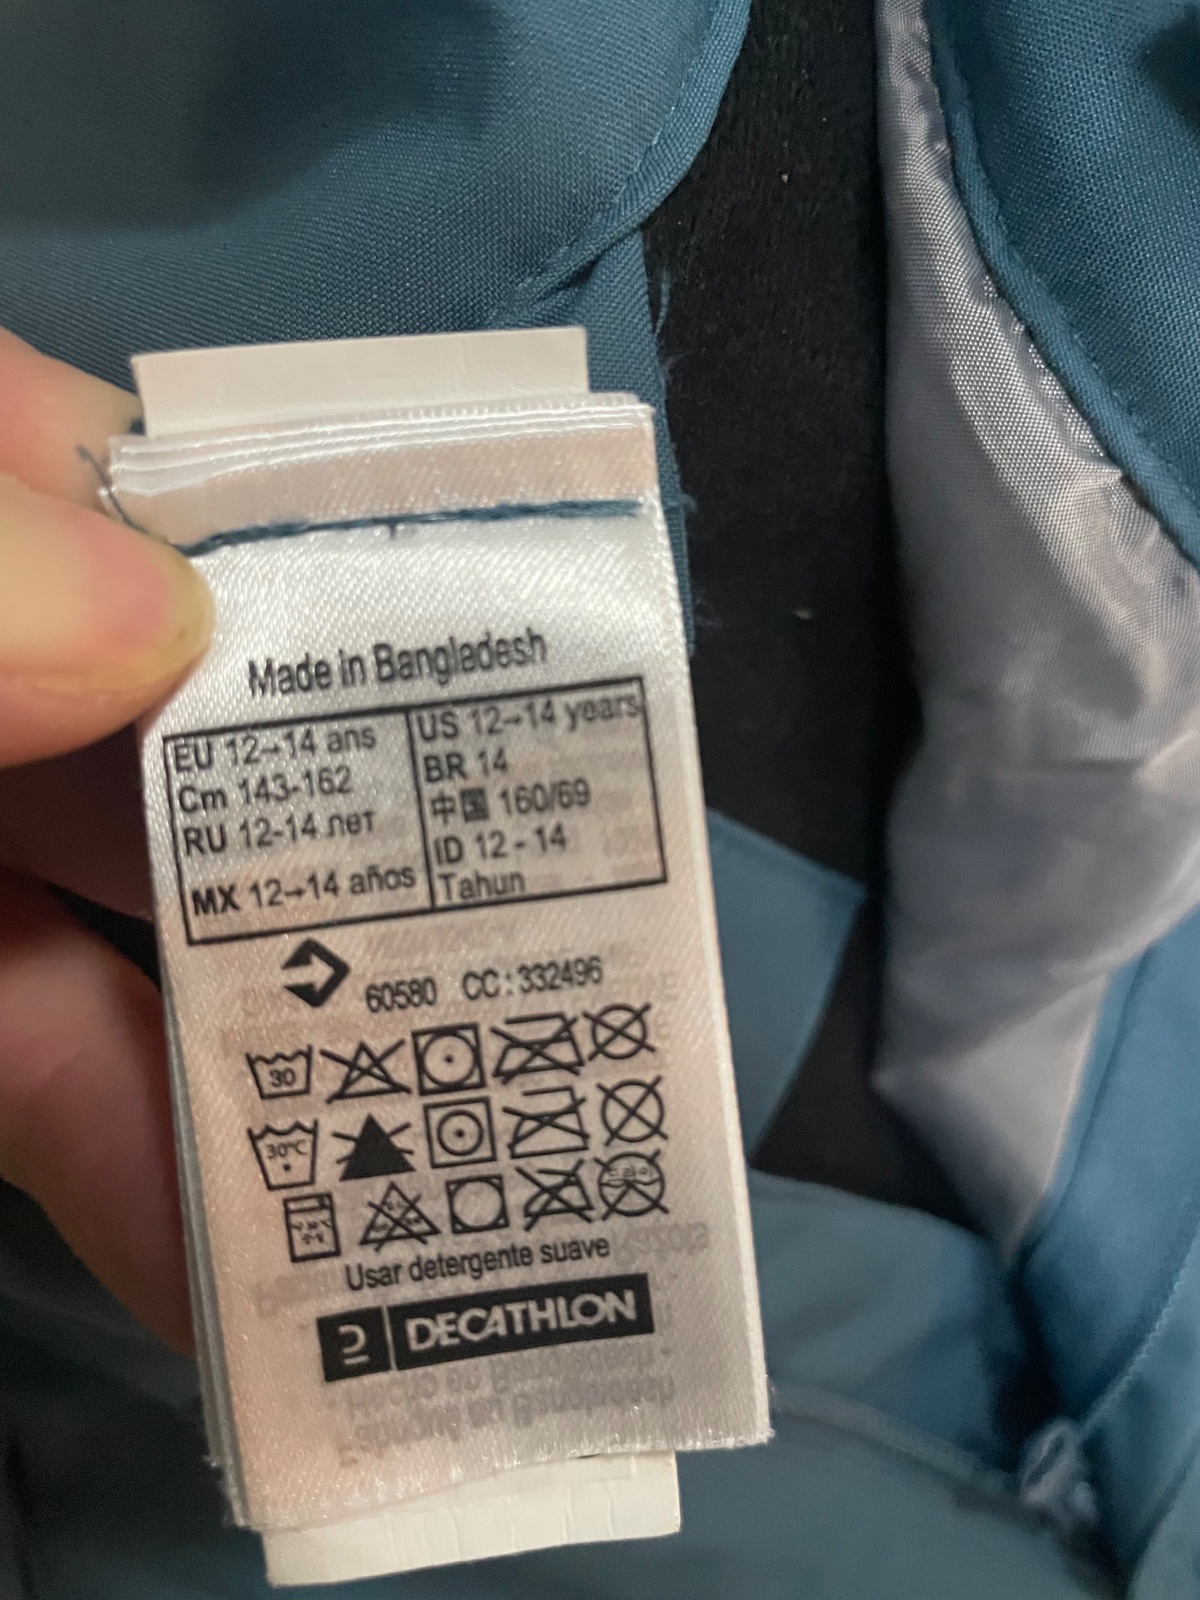 Made in Bangladesh
EU 12→14 ans
Cm 143-162
RU 12-14 лет
MX 12→14 años
US 12→14 years
BR 14
中国 160/69
ID 12 - 14
Tahun
60580 CC : 332496
30
30°C
Usar detergente suave
DECATHLON